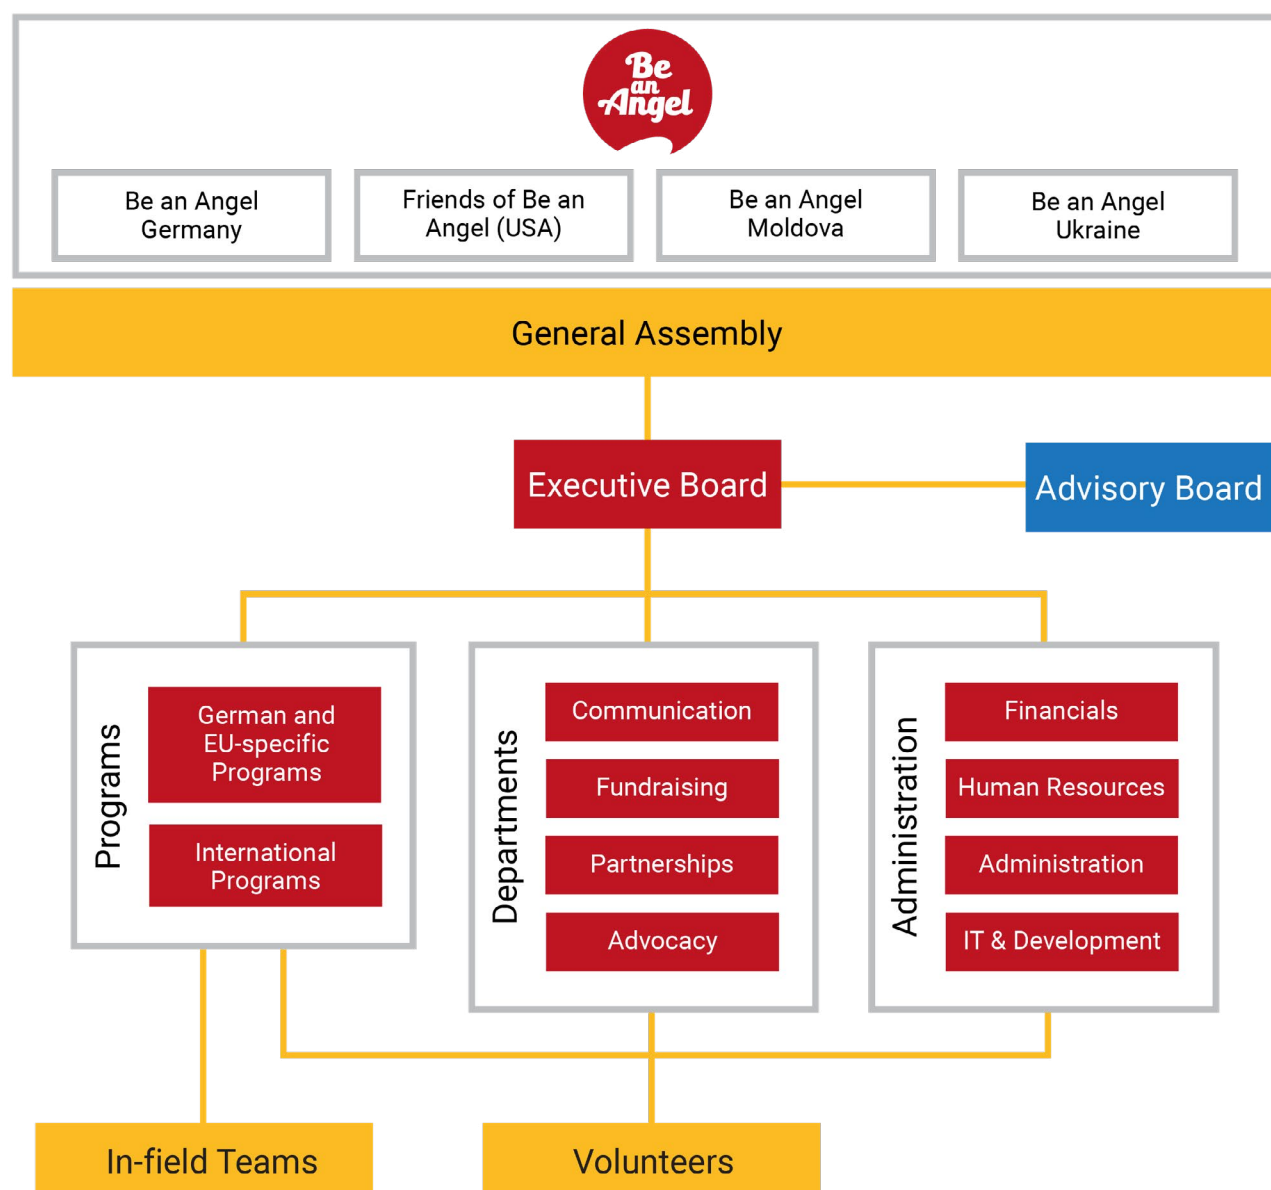 Be
an
Angel
Be an Angel
Germany
Friends of Be an
Angel (USA)
Be an Angel
Moldova
Be an Angel
Ukraine
General Assembly
Executive Board
Advisory Board
Programs
German and
EU-specific
Programs
International
Programs
Departments
Communication
Fundraising
Partnerships
Advocacy
Administration
Financials
Human Resources
Administration
IT & Development
In-field Teams
Volunteers